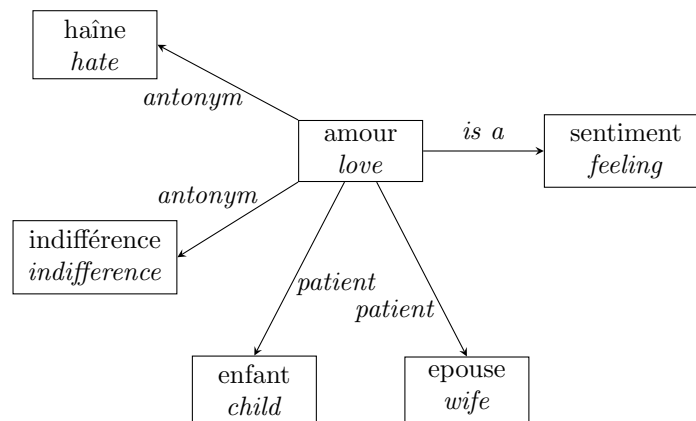 haîne
hate
antonym
amour
love
is a
sentiment
feeling
antonym
indifférence
indifference
patient
patient
enfant
child
epouse
wife